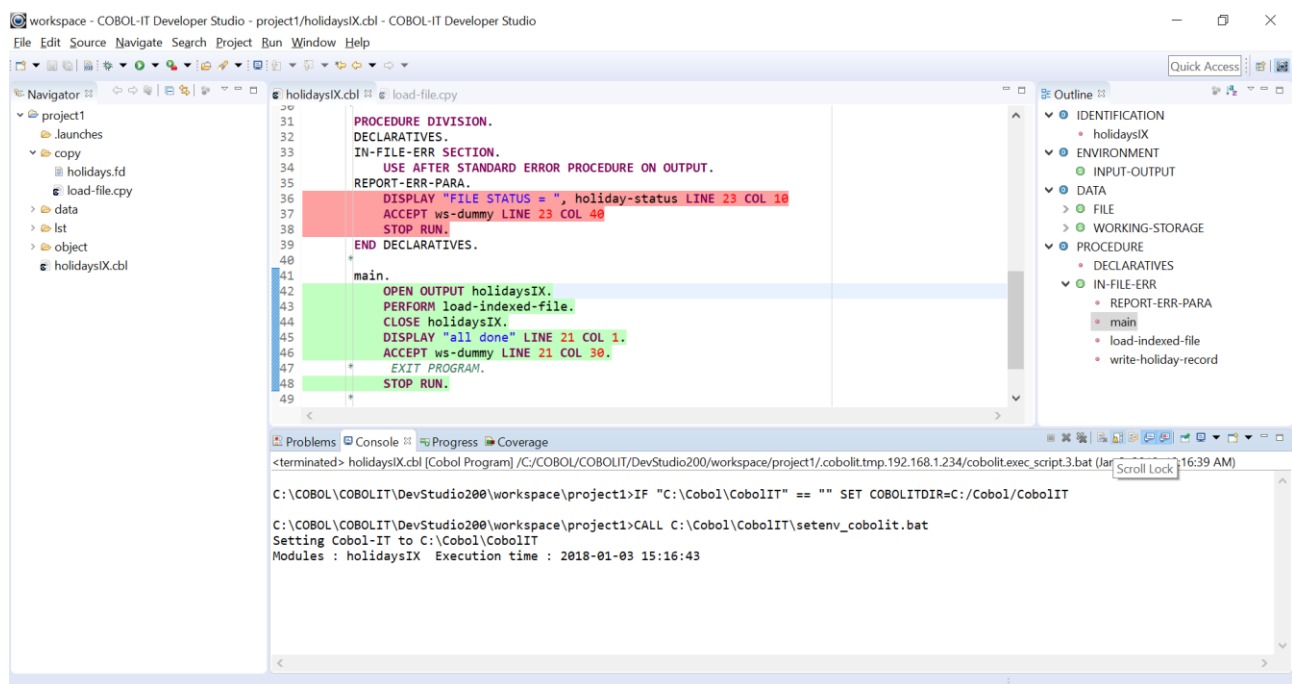 workspace - COBOL-IT Developer Studio - project1/holidaysIX.cbl - COBOL-IT Developer Studio
File Edit Source Navigate Search Project Run Window Help
Quick Access
Navigator
project1
.launches
copy
holidays.fd
load-file.cpy
data
lst
object
holidaysIX.cbl
holidaysIX.cbl load-file.cpy
30
31 PROCEDURE DIVISION.
32 DECLARATIVES.
33 IN-FILE-ERR SECTION.
34 USE AFTER STANDARD ERROR PROCEDURE ON OUTPUT.
35 REPORT-ERR-PARA.
36 DISPLAY "FILE STATUS = ", holiday-status LINE 23 COL 10
37 ACCEPT ws-dummy LINE 23 COL 40
38 STOP RUN.
39 END DECLARATIVES.
40 *
41 main.
42 OPEN OUTPUT holidaysIX.
43 PERFORM load-indexed-file.
44 CLOSE holidaysIX.
45 DISPLAY "all done" LINE 21 COL 1.
46 ACCEPT ws-dummy LINE 21 COL 30.
47 * EXIT PROGRAM.
48 STOP RUN.
49 *
Outline
IDENTIFICATION
holidaysIX
ENVIRONMENT
INPUT-OUTPUT
DATA
FILE
WORKING-STORAGE
PROCEDURE
DECLARATIVES
IN-FILE-ERR
REPORT-ERR-PARA
main
load-indexed-file
write-holiday-record
Problems Console Progress Coverage
<terminated> holidaysIX.cbl [Cobol Program] /C:/COBOL/COBOLIT/DevStudio200/workspace/project1/.cobolit.tmp.192.168.1.234/cobolit.exec_script.3.bat (Jan :16:39 AM)
Scroll Lock
C:\COBOL\COBOLIT\DevStudio200\workspace\project1>IF "C:\Cobol\CobolIT" == "" SET COBOLITDIR=C:/Cobol/CobolIT
C:\COBOL\COBOLIT\DevStudio200\workspace\project1>CALL C:\Cobol\CobolIT\setenv_cobolit.bat
Setting Cobol-IT to C:\Cobol\CobolIT
Modules : holidaysIX Execution time : 2018-01-03 15:16:43